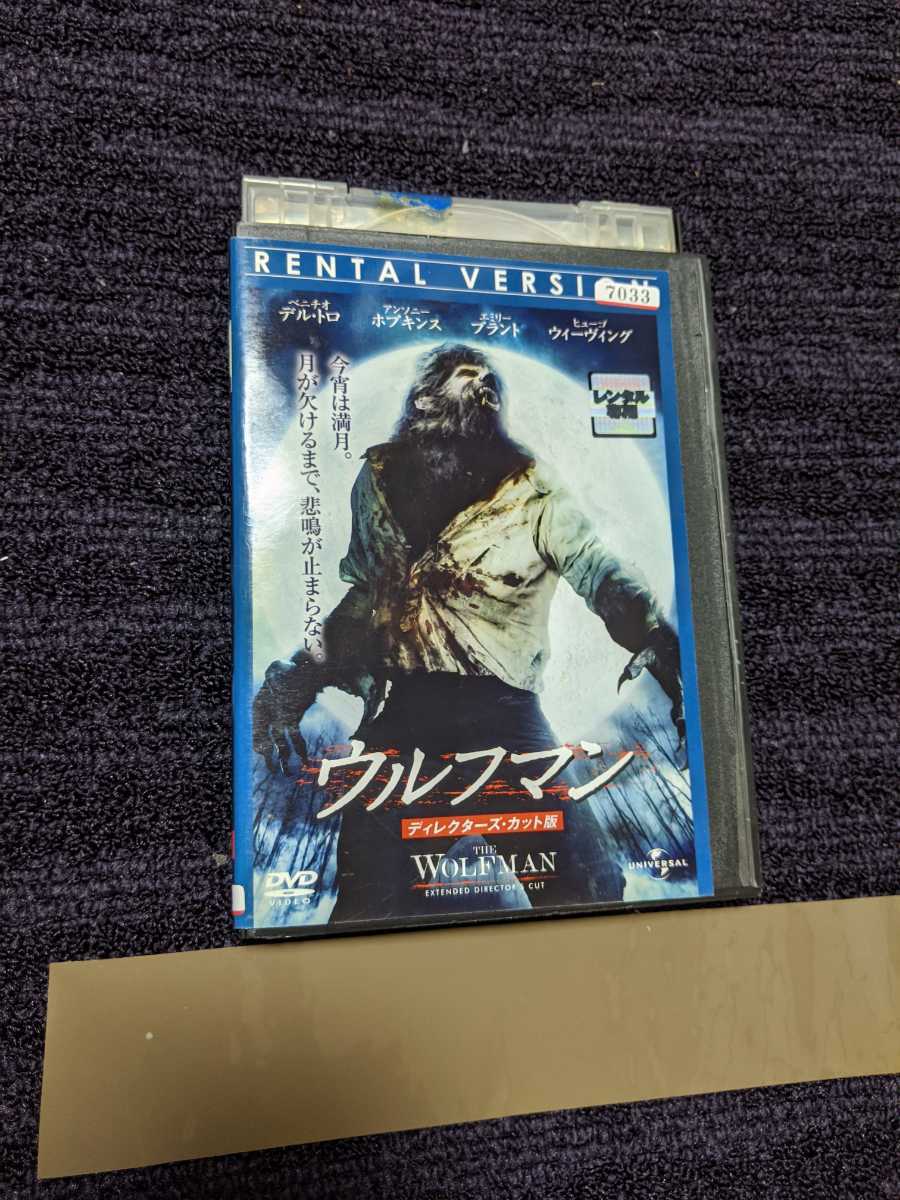 RENTAL VERSION
7033
ベニチオ
デル・トロ
アンソニー
ホプキンス
エミリー
ブラント
ヒューゴ
ウィーヴィング
レンタル
専用
今宵は満月。
月が欠けるまで、悲鳴が止まらない。
ウルフマン
ディレクターズ・カット版
THE
WOLFMAN
EXTENDED DIRECTOR'S CUT
DVD
VIDEO
UNIVERSAL